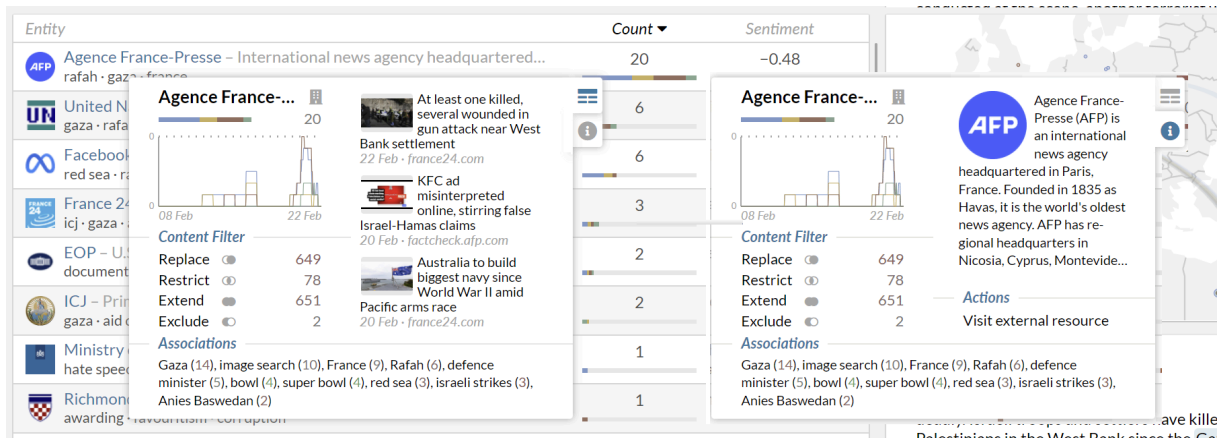 Entity Count Sentiment
Agence France-Presse – International news agency headquartered... 20 −0.48
rafah · gaza · france
AFP
United N
gaza · rafa
6
UN
Facebook
red sea · ra
6
France 24
icj · gaza ·
3
FRANCE
24
EOP – U.S
document
2
ICJ – Prin
gaza · aid c
2
Ministry
hate speec
1
Richmon
awarding · favouritism · corruption
1
Agence France-...
20
0
0
08 Feb 22 Feb
Content Filter
Replace 649
Restrict 78
Extend 651
Exclude 2
Associations
Gaza (14), image search (10), France (9), Rafah (6), defence
minister (5), bowl (4), super bowl (4), red sea (3), israeli strikes (3),
Anies Baswedan (2)
At least one killed,
several wounded in
gun attack near West
Bank settlement
22 Feb · france24.com
KFC ad
misinterpreted
online, stirring false
Israel-Hamas claims
20 Feb · factcheck.afp.com
Australia to build
biggest navy since
World War II amid
Pacific arms race
20 Feb · france24.com
Agence France-...
20
0
0
08 Feb 22 Feb
Content Filter
Replace 649
Restrict 78
Extend 651
Exclude 2
Associations
Gaza (14), image search (10), France (9), Rafah (6), defence
minister (5), bowl (4), super bowl (4), red sea (3), israeli strikes (3),
Anies Baswedan (2)
AFP
Agence France-
Presse (AFP) is
an international
news agency
headquartered in Paris,
France. Founded in 1835 as
Havas, it is the world's oldest
news agency. AFP has re-
gional headquarters in
Nicosia, Cyprus, Montevide...
Actions
Visit external resource
have kille
Palestinians in the West Bank since the